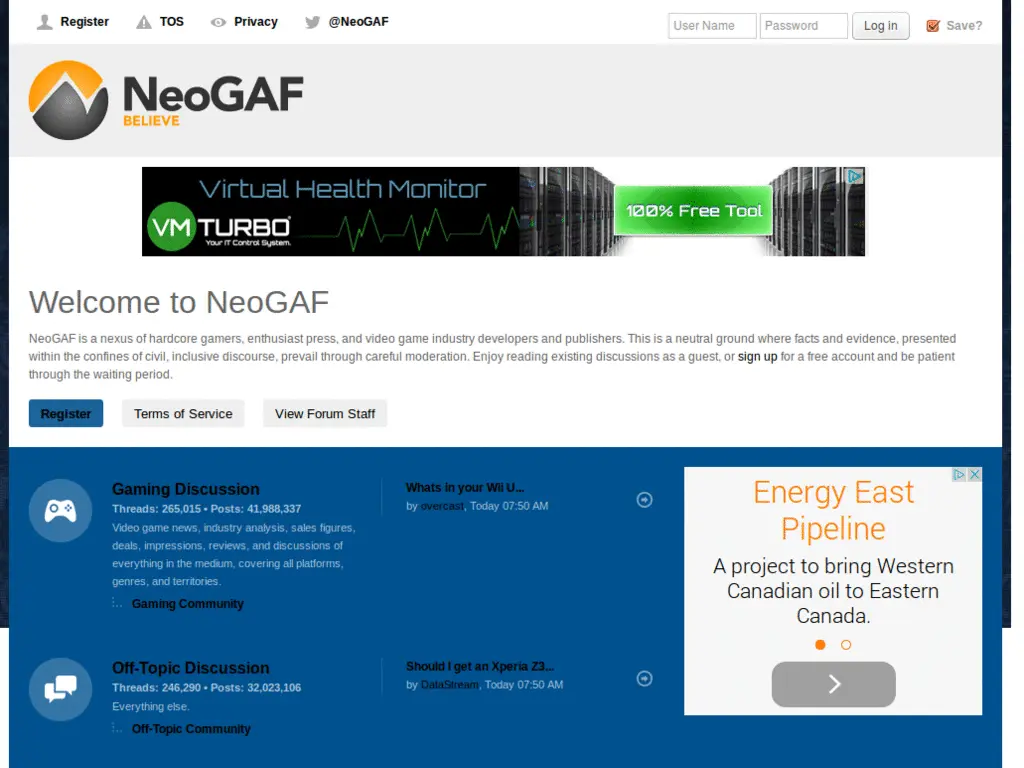 Register TOS Privacy @NeoGAF User Name Password Log in Save?
NeoGAF
BELIEVE
Virtual Health Monitor
VM TURBO
Your IT Control System.
100% Free Tool
Welcome to NeoGAF
NeoGAF is a nexus of hardcore gamers, enthusiast press, and video game industry developers and publishers. This is a neutral ground where facts and evidence, presented
within the confines of civil, inclusive discourse, prevail through careful moderation. Enjoy reading existing discussions as a guest, or sign up for a free account and be patient
through the waiting period.
Register Terms of Service View Forum Staff
Gaming Discussion
Threads: 265,015 • Posts: 41,988,337
Video game news, industry analysis, sales figures,
deals, impressions, reviews, and discussions of
everything in the medium, covering all platforms,
genres, and territories.
Gaming Community
Whats in your Wii U...
by overcast, Today 07:50 AM
Off-Topic Discussion
Threads: 246,290 • Posts: 32,023,106
Everything else.
Off-Topic Community
Should I get an Xperia Z3...
by DataStream, Today 07:50 AM
Energy East
Pipeline
A project to bring Western
Canadian oil to Eastern
Canada.